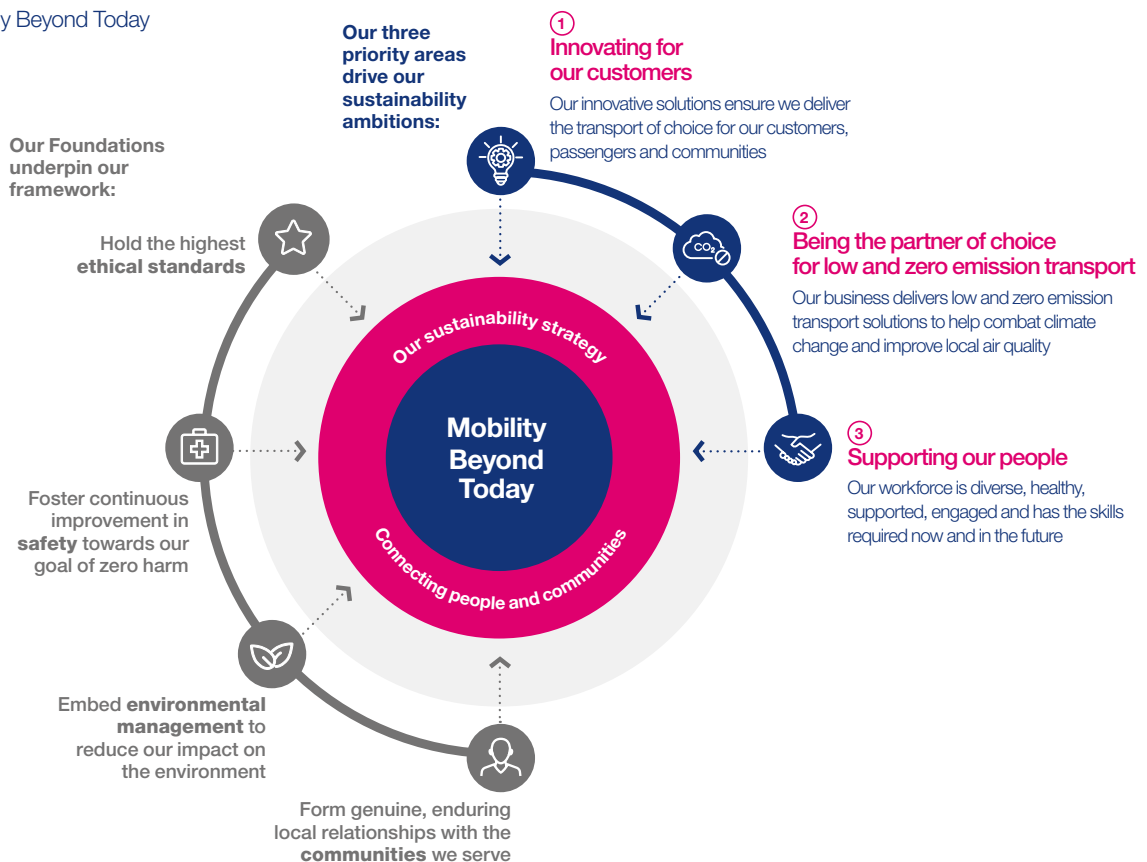 y Beyond Today
Our three
priority areas
drive our
sustainability
ambitions:
1
Innovating for
our customers
Our innovative solutions ensure we deliver
the transport of choice for our customers,
passengers and communities
2
Being the partner of choice
for low and zero emission transport
Our business delivers low and zero emission
transport solutions to help combat climate
change and improve local air quality
3
Supporting our people
Our workforce is diverse, healthy,
supported, engaged and has the skills
required now and in the future
Our Foundations
underpin our
framework:
Hold the highest
ethical standards
Foster continuous
improvement in
safety towards our
goal of zero harm
Embed environmental
management to
reduce our impact on
the environment
Form genuine, enduring
local relationships with the
communities we serve
CO₂
Our sustainability strategy
Mobility
Beyond
Today
Connecting people and communities